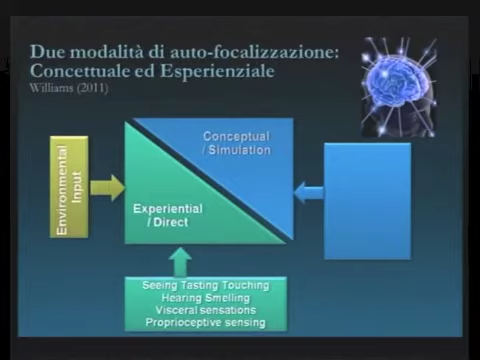 Due modalità di auto-focalizzazione:
Concettuale ed Esperienziale
Williams (2011)
Conceptual
/ Simulation
Environmental
Input
Experiential
/ Direct
Seeing Tasting Touching
Hearing Smelling
Visceral sensations
Proprioceptive sensing